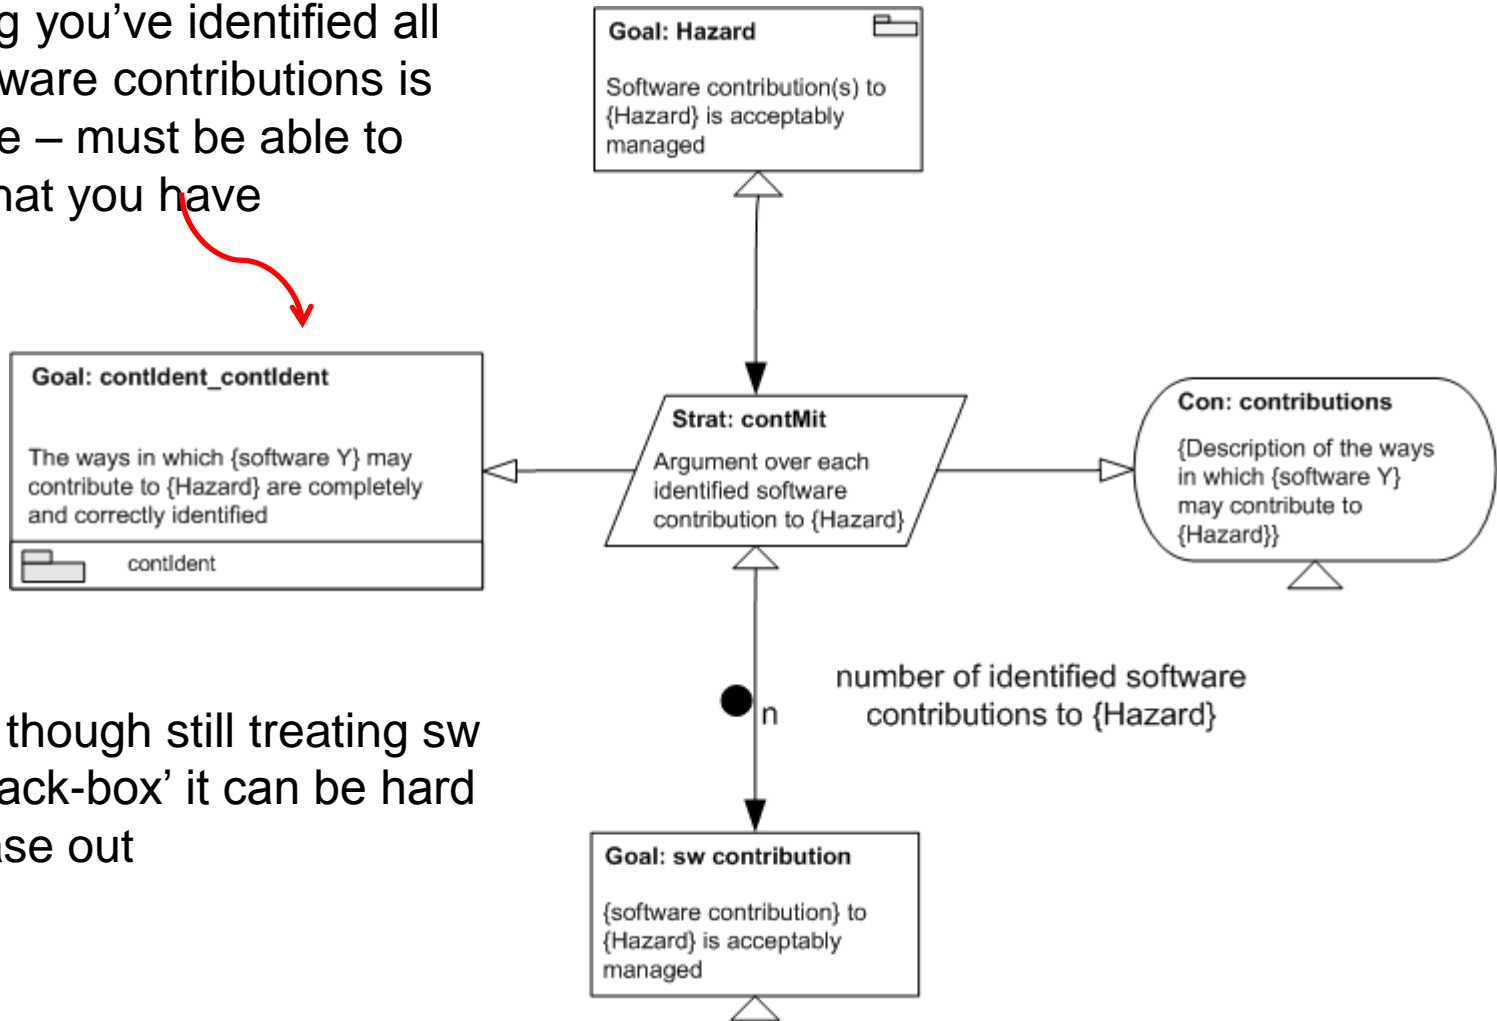 g you've identified all
ware contributions is
e – must be able to
hat you have
Goal: Hazard
Software contribution(s) to
{Hazard} is acceptably
managed
Goal: contIdent_contIdent
The ways in which {software Y} may
contribute to {Hazard} are completely
and correctly identified
contIdent
Strat: contMit
Argument over each
identified software
contribution to {Hazard}
Con: contributions
{Description of the ways
in which {software Y}
may contribute to
{Hazard}}
number of identified software
contributions to {Hazard}
n
though still treating sw
ack-box’ it can be hard
ase out
Goal: sw contribution
{software contribution} to
{Hazard} is acceptably
managed